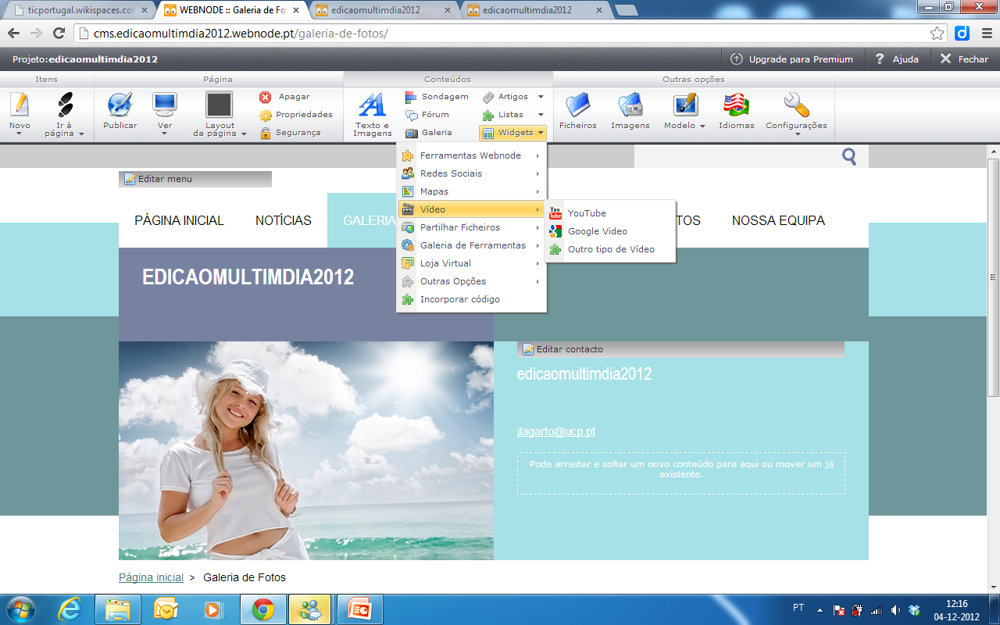 ticportugal.wikispaces.co
WEBNODE :: Galeria de Fo
edicaomultimdia2012
edicaomultimdia2012
cms.edicaomultimdia2012.webnode.pt/galeria-de-fotos/
Projeto:edicaomultimdia2012
Upgrade para Premium
? Ajuda
Fechar
Itens
Página
Conteúdos
Outras opções
Novo
Ir à página
Publicar
Ver
Layout da página
Apagar
Propriedades
Segurança
Texto e Imagens
Sondagem
Fórum
Galeria
Artigos
Listas
Widgets
Ficheiros
Imagens
Modelo
Idiomas
Configurações
Ferramentas Webnode
Redes Sociais
Mapas
Vídeo
Partilhar Ficheiros
Galeria de Ferramentas
Loja Virtual
Outras Opções
Incorporar código
You Tube
YouTube
Google Video
Outro tipo de Vídeo
Editar menu
PÁGINA INICIAL
NOTÍCIAS
GALERIA
TOS
NOSSA EQUIPA
EDICAOMULTIMDIA2012
Editar contacto
edicaomultimdia2012
jlagarto@ucp.pt
Pode arrastar e soltar um novo conteúdo para aqui ou mover um já
existente.
Página inicial > Galeria de Fotos
PT
12:16
04-12-2012